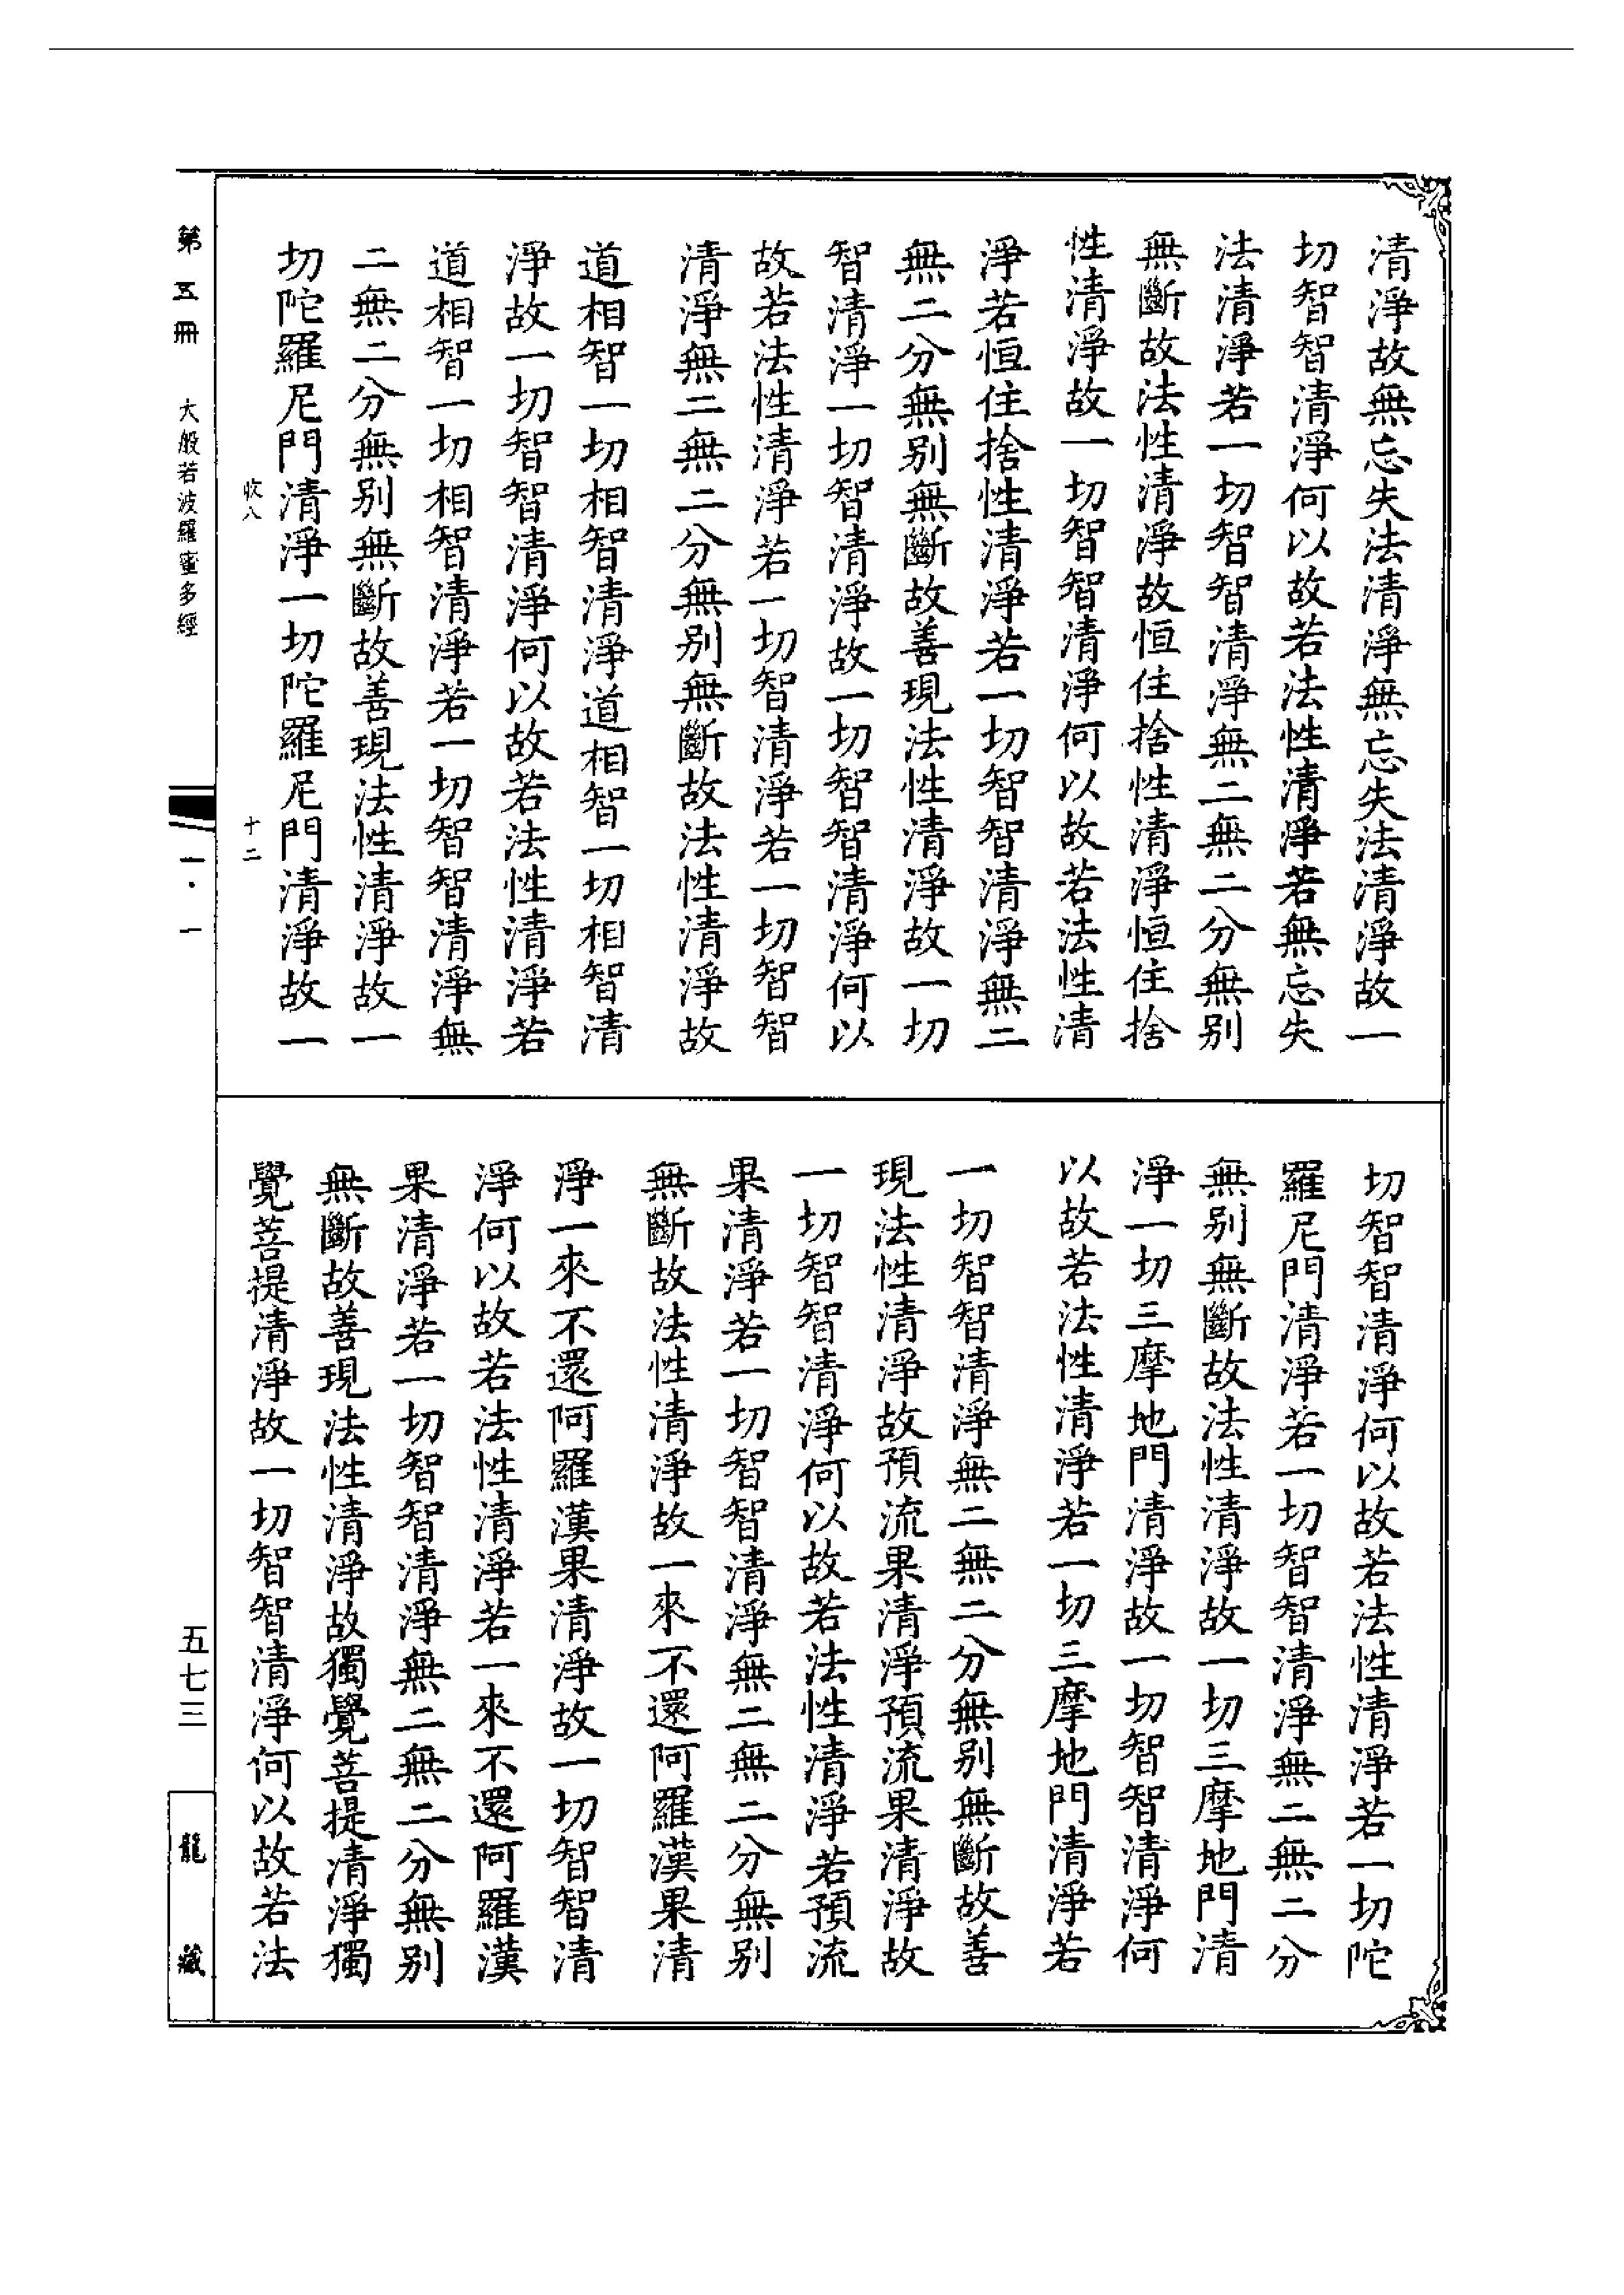 清淨故無忘失法清淨無忘失法清淨故一
切智智清淨何以故若法性清淨若無忘失
法清淨若一切智智清淨無二無二分無別
無斷故法性清淨故恒住捨性清淨恒住捨
性清淨故一切智智清淨何以故若法性清
淨若恒住捨性清淨若一切智智清淨無二
無二分無別無斷故善現法性清淨故一切
智清淨一切智清淨故一切智智清淨何以
故若法性清淨若一切智清淨若一切智智
清淨無二無二分無別無斷故法性清淨故
道相智一切相智清淨道相智一切相智清
淨故一切智智清淨何以故若法性清淨若
道相智一切相智清淨若一切智智清淨無
二無二分無別無斷故善現法性清淨故一
切陀羅尼門清淨一切陀羅尼門清淨故一
收八 十二
切智智清淨何以故若法性清淨若一切陀
羅尼門清淨若一切智智清淨無二無二分
無別無斷故法性清淨故一切三摩地門清
淨一切三摩地門清淨故一切智智清淨何
以故若法性清淨若一切三摩地門清淨若
一切智智清淨無二無二分無別無斷故善
現法性清淨故預流果清淨預流果清淨故
一切智智清淨何以故若法性清淨若預流
果清淨若一切智智清淨無二無二分無別
無斷故法性清淨故一來不還阿羅漢果清
淨一來不還阿羅漢果清淨故一切智智清
淨何以故若法性清淨若一來不還阿羅漢
果清淨若一切智智清淨無二無二分無別
無斷故善現法性清淨故獨覺菩提清淨獨
覺菩提清淨故一切智智清淨何以故若法
第五冊 大般若波羅蜜多經 一·一 五七三 龍藏